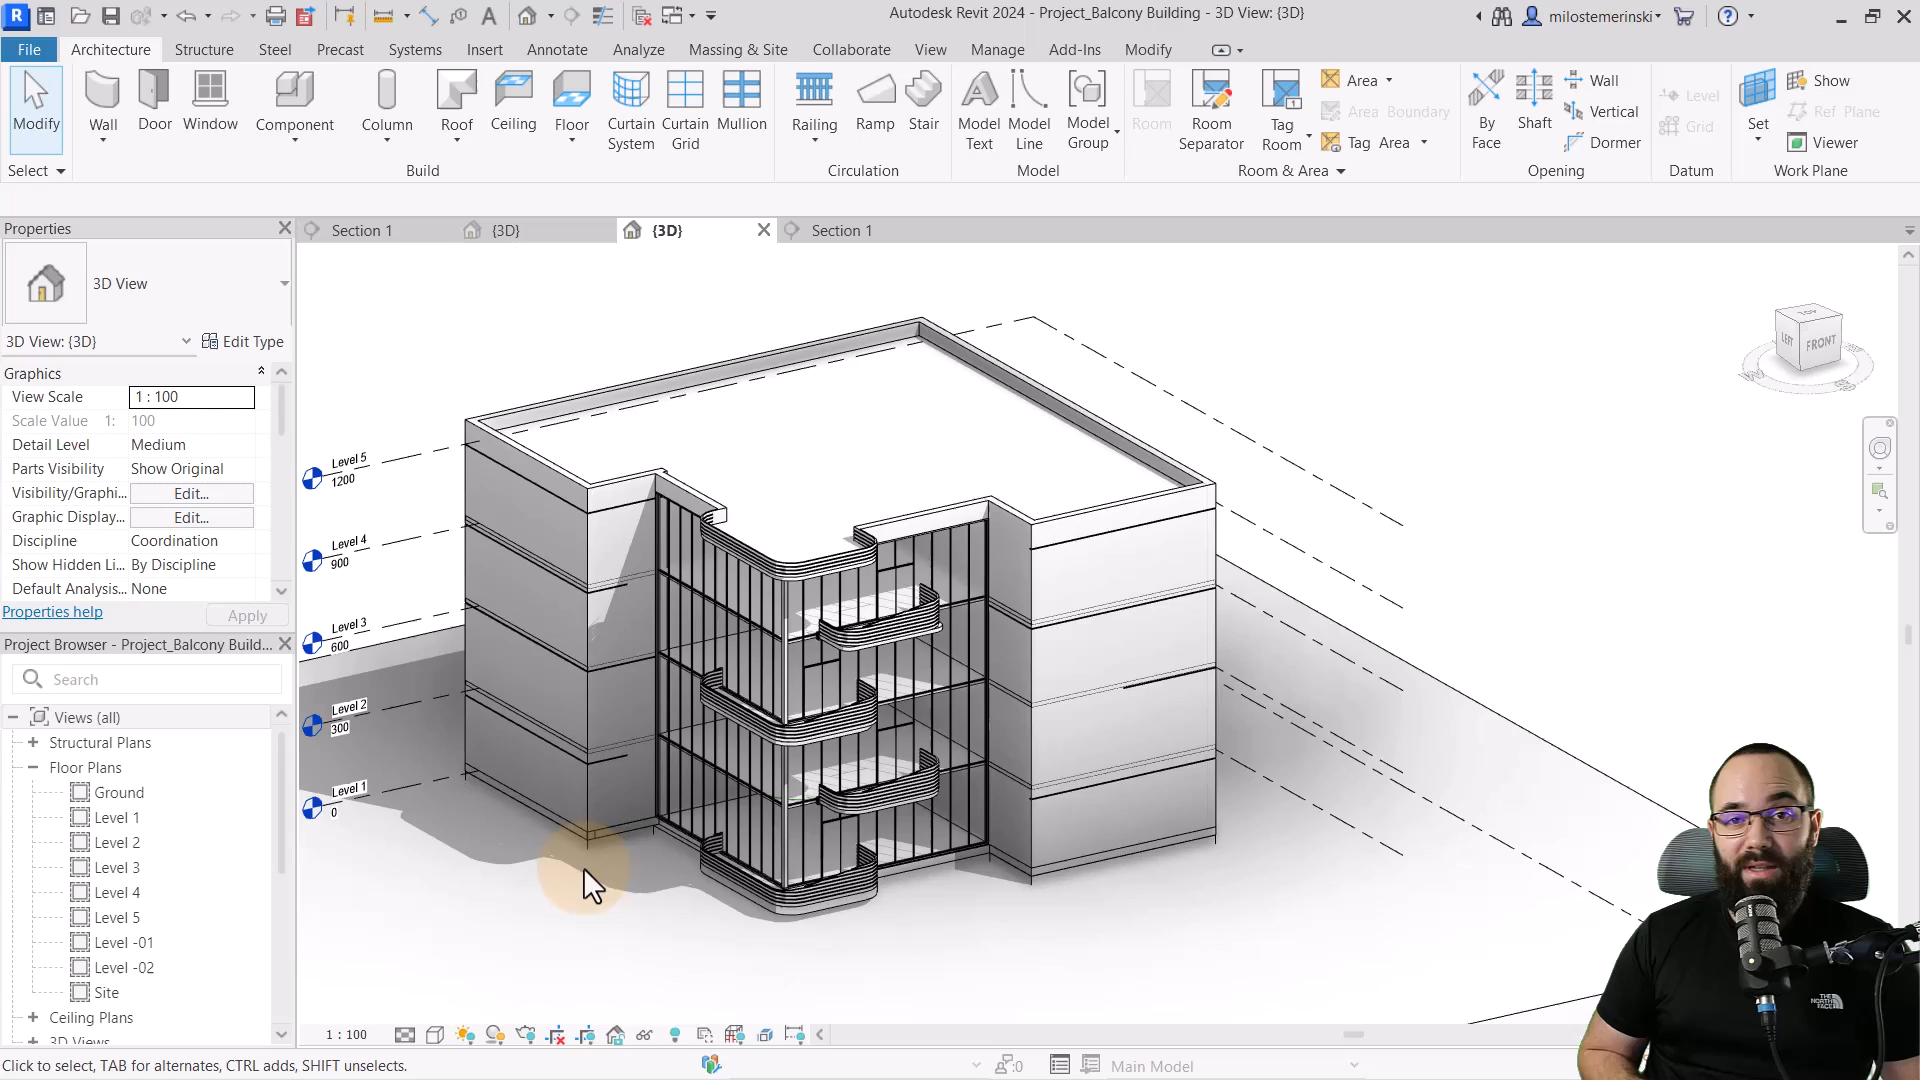 Autodesk Revit 2024 - Project_Balcony Building - 3D View: {3D}
milostemerinski
File
Architecture
Structure
Steel
Precast
Systems
Insert
Annotate
Analyze
Massing & Site
Collaborate
View
Manage
Add-Ins
Modify
Modify
Wall
Door
Window
Component
Column
Roof
Ceiling
Floor
Curtain System
Curtain Grid
Mullion
Railing
Ramp
Stair
Model Text
Model Line
Model Group
Room
Room Separator
Tag Room
Area
Area Boundary
Tag Area
By Face
Shaft
Wall
Vertical
Dormer
Level
Grid
Set
Show
Ref Plane
Viewer
Select
Build
Circulation
Model
Room & Area
Opening
Datum
Work Plane
Properties
Section 1
{3D}
{3D}
Section 1
3D View
3D View: {3D}
Edit Type
Graphics
View Scale
1 : 100
Scale Value 1:
100
Detail Level
Medium
Parts Visibility
Show Original
Visibility/Graphi...
Edit...
Graphic Display...
Edit...
Discipline
Coordination
Show Hidden Li...
By Discipline
Default Analysis...
None
Properties help
Apply
Project Browser - Project_Balcony Build...
Search
Views (all)
Structural Plans
Floor Plans
Ground
Level 1
Level 2
Level 3
Level 4
Level 5
Level -01
Level -02
Site
Ceiling Plans
3D Views
Level 5
1200
Level 4
900
Level 3
600
Level 2
300
Level 1
0
TOP
LEFT
FRONT
W
S
THE NORTH FACE
1 : 100
Click to select, TAB for alternates, CTRL adds, SHIFT unselects.
:0
Main Model